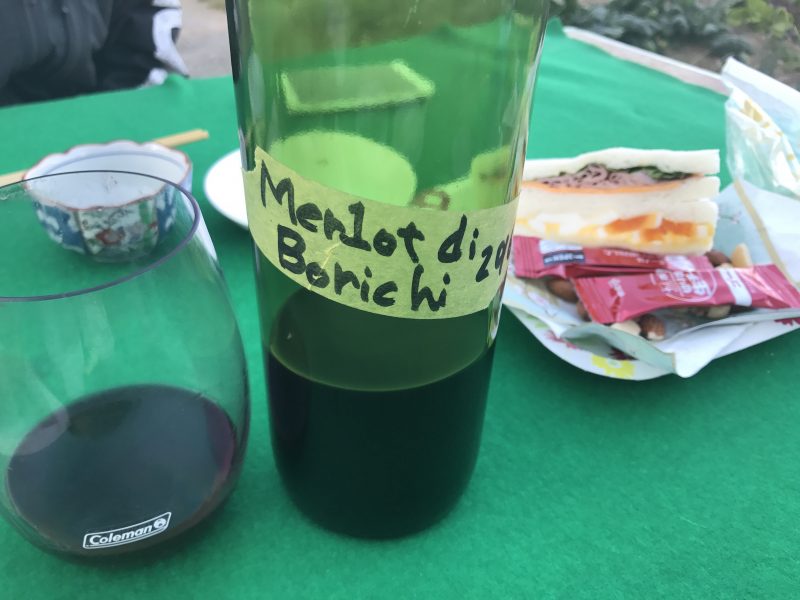 Merlot di
Borichi
Coleman